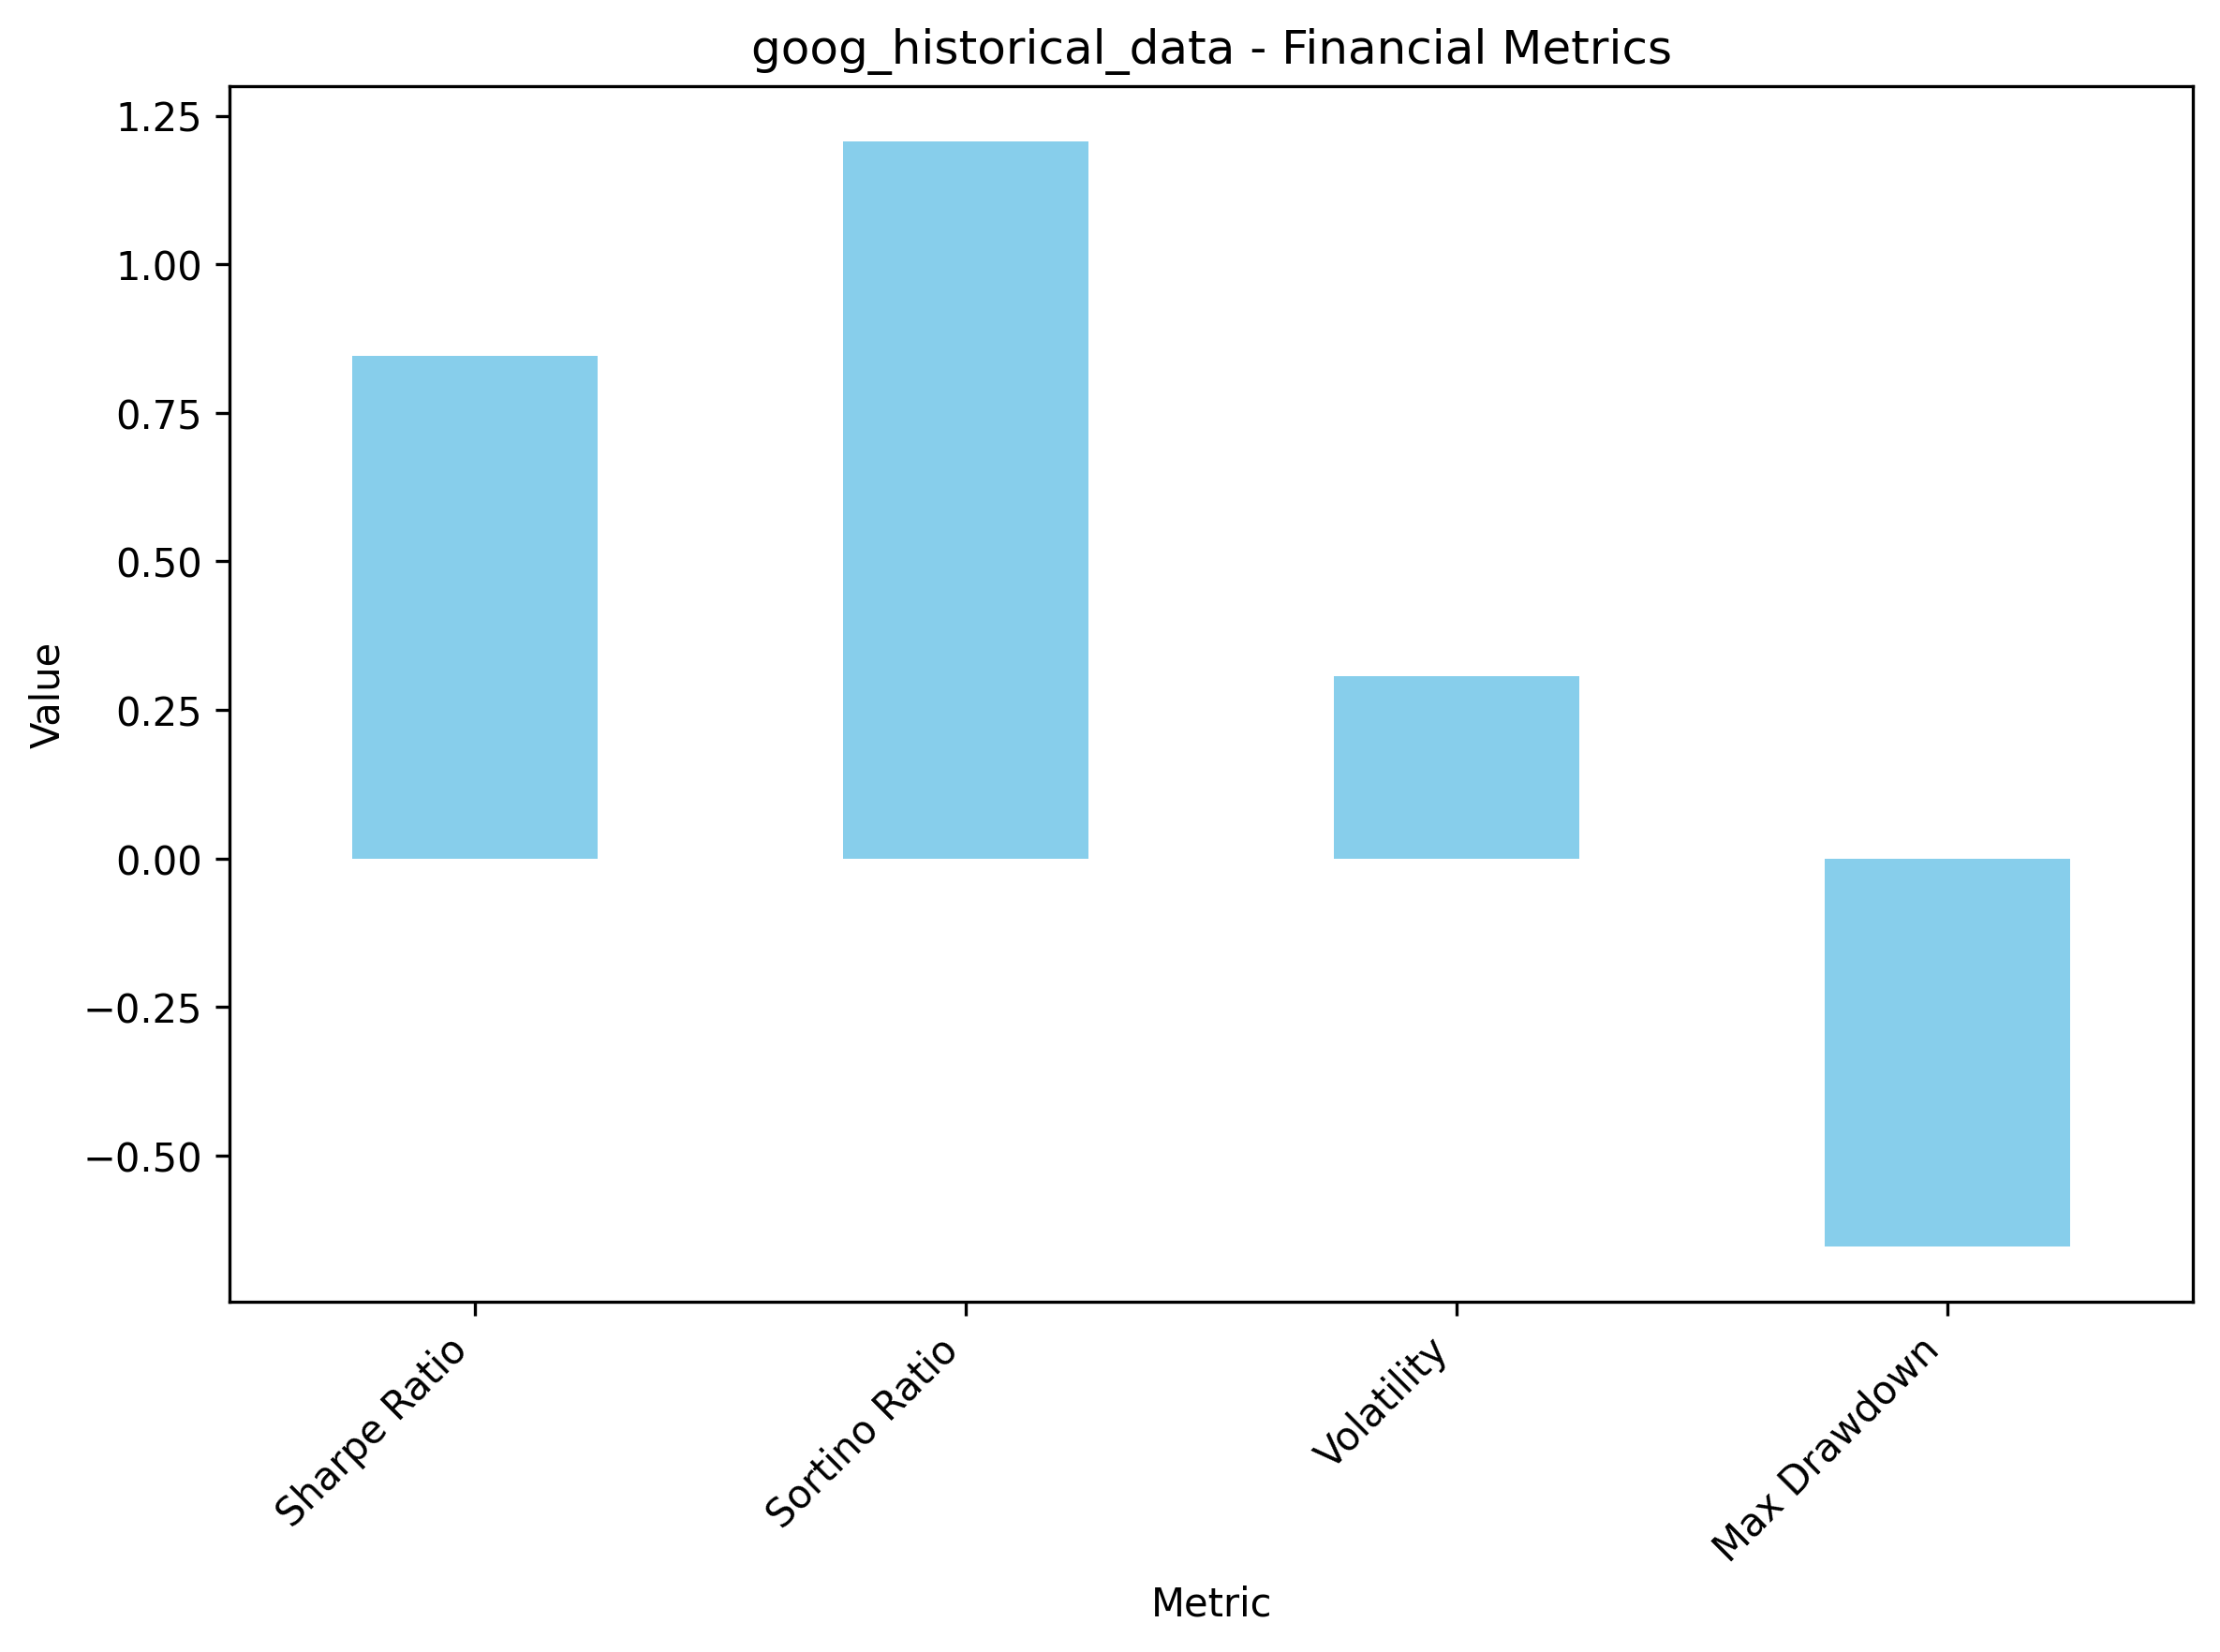 goog_historical_data - Financial Metrics
1.25
1.00
0.75
0.50
0.25
0.00
−0.25
−0.50
Value
Sharpe Ratio
Sortino Ratio
Volatility
Max Drawdown
Metric